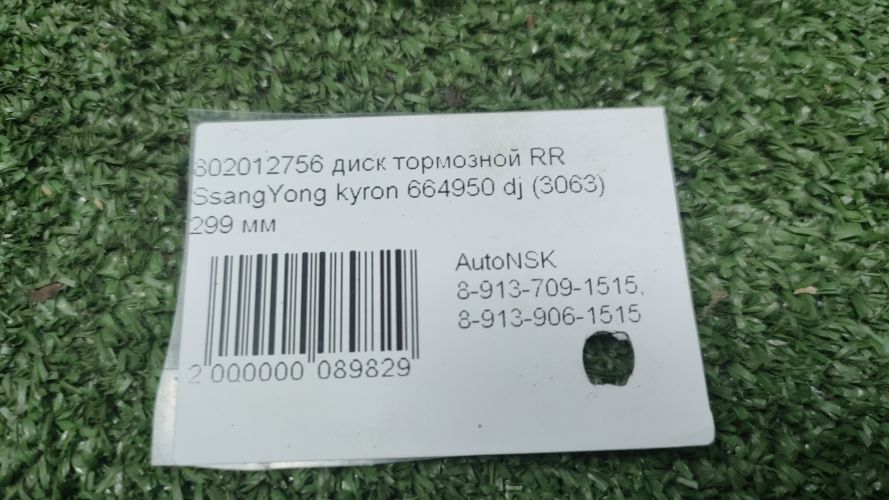 802012756 диск тормозной RR
SsangYong kyron 664950 dj (3063)
299 мм
AutoNSK
8-913-709-1515,
8-913-906-1515
2 000000 089829